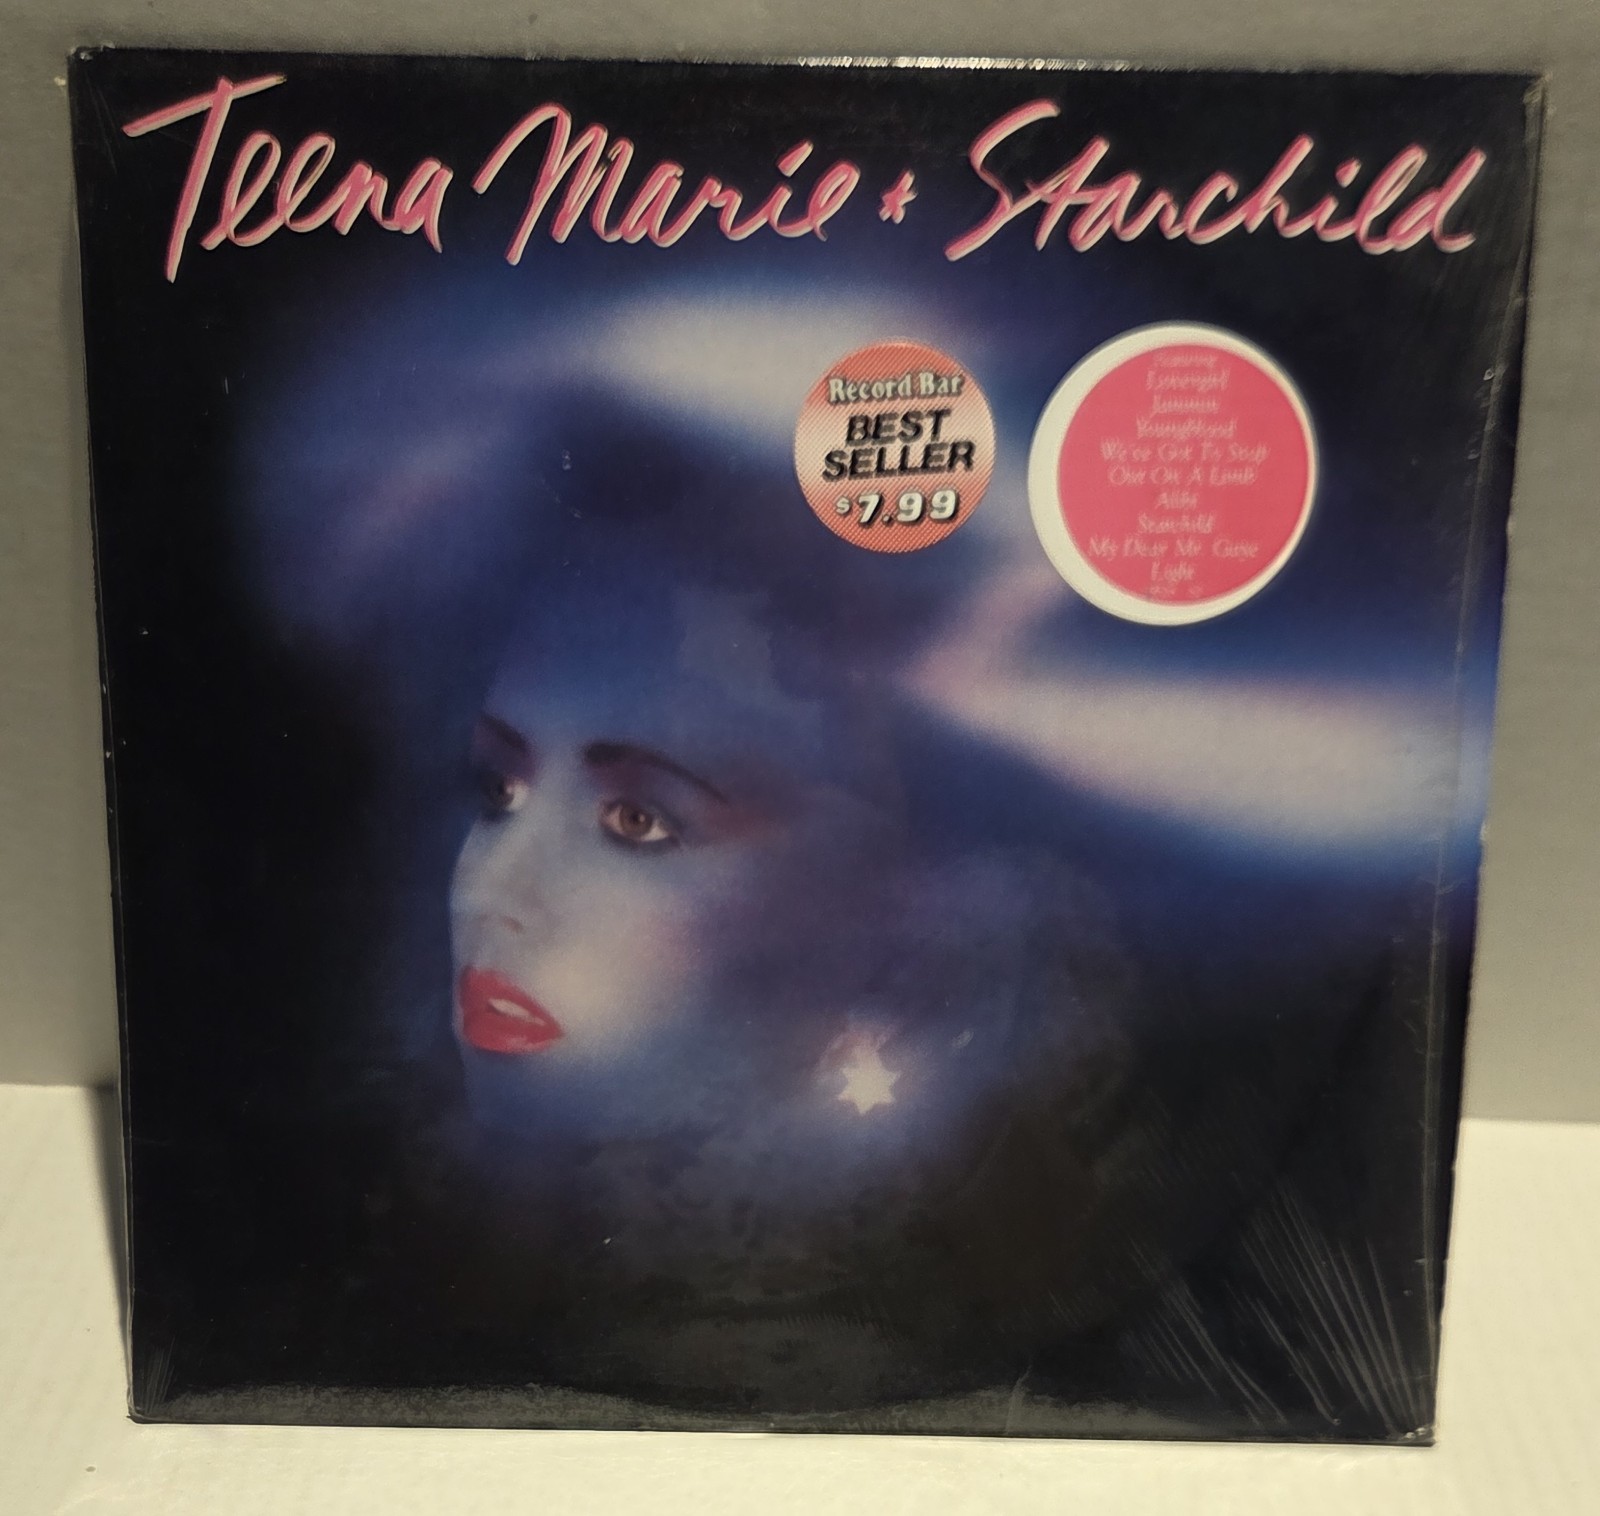 Teena Marie * Starchild
Record Bar
BEST
SELLER
$7.99
Lovergirl
Jammin
Youngblood
We've Got To Stop
Out On A Limb
Alibi
Starchild
My Dear Mr. Gaye
Light